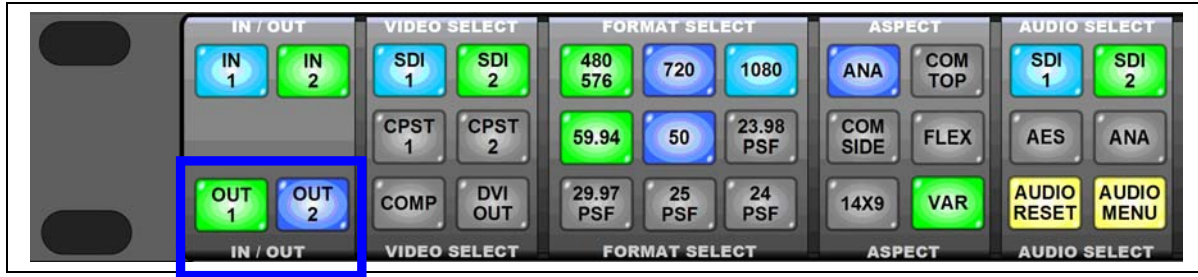 IN / OUT VIDEO SELECT FORMAT SELECT ASPECT AUDIO SELECT
IN 1 IN 2 SDI 1 SDI 2 480 576 720 1080 ANA COM TOP SDI 1 SDI 2
CPST 1 CPST 2 59.94 50 23.98 PSF COM SIDE FLEX AES ANA
OUT 1 OUT 2 COMP DVI OUT 29.97 PSF 25 PSF 24 PSF 14X9 VAR AUDIO RESET AUDIO MENU
IN / OUT VIDEO SELECT FORMAT SELECT ASPECT AUDIO SELECT